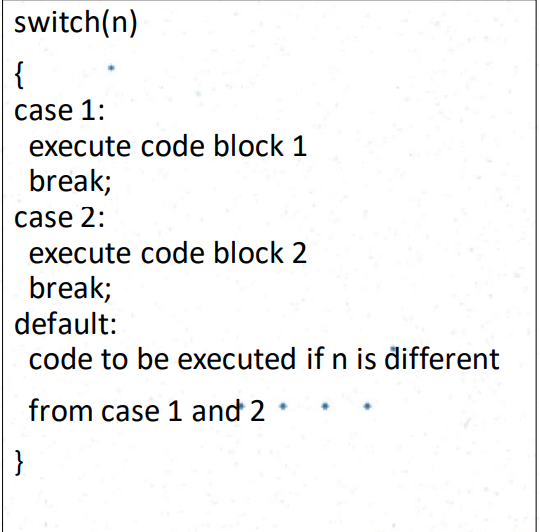 switch(n)
{
case 1:
execute code block 1
break;
case 2:
execute code block 2
break;
default:
code to be executed if n is different
from case 1 and 2
}